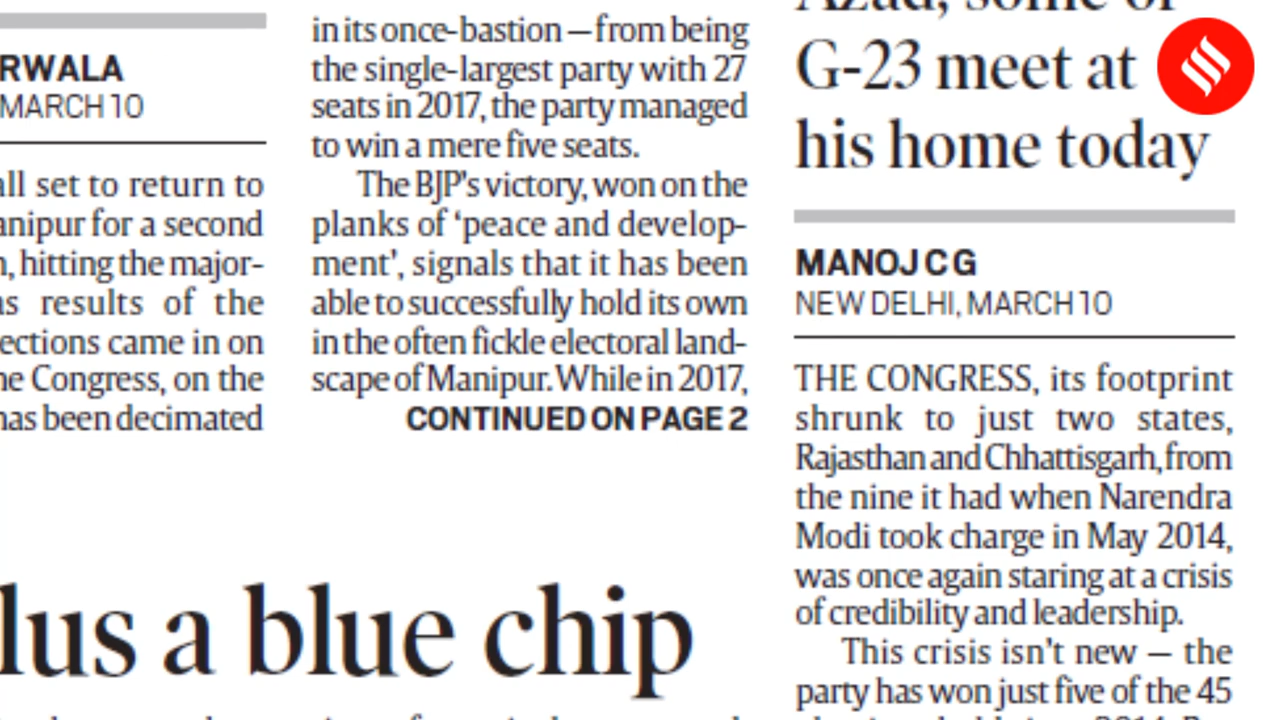 RWALA
MARCH 10
all set to return to
anipur for a second
hitting the major-
results of the
ections came in on
Congress, on the
has been decimated
in its once-bastion — from being
the single-largest party with 27
seats in 2017, the party managed
to win a mere five seats.
The BJP's victory, won on the
planks of ‘peace and develop-
ment’, signals that it has been
able to successfully hold its own
in the often fickle electoral land-
scape of Manipur. While in 2017,
CONTINUED ON PAGE 2
lus a blue chip
Azad, some of
G-23 meet at
his home today
MANOJ C G
NEW DELHI, MARCH 10
THE CONGRESS, its footprint
shrunk to just two states,
Rajasthan and Chhattisgarh, from
the nine it had when Narendra
Modi took charge in May 2014,
was once again staring at a crisis
of credibility and leadership.
This crisis isn't new — the
party has won just five of the 45